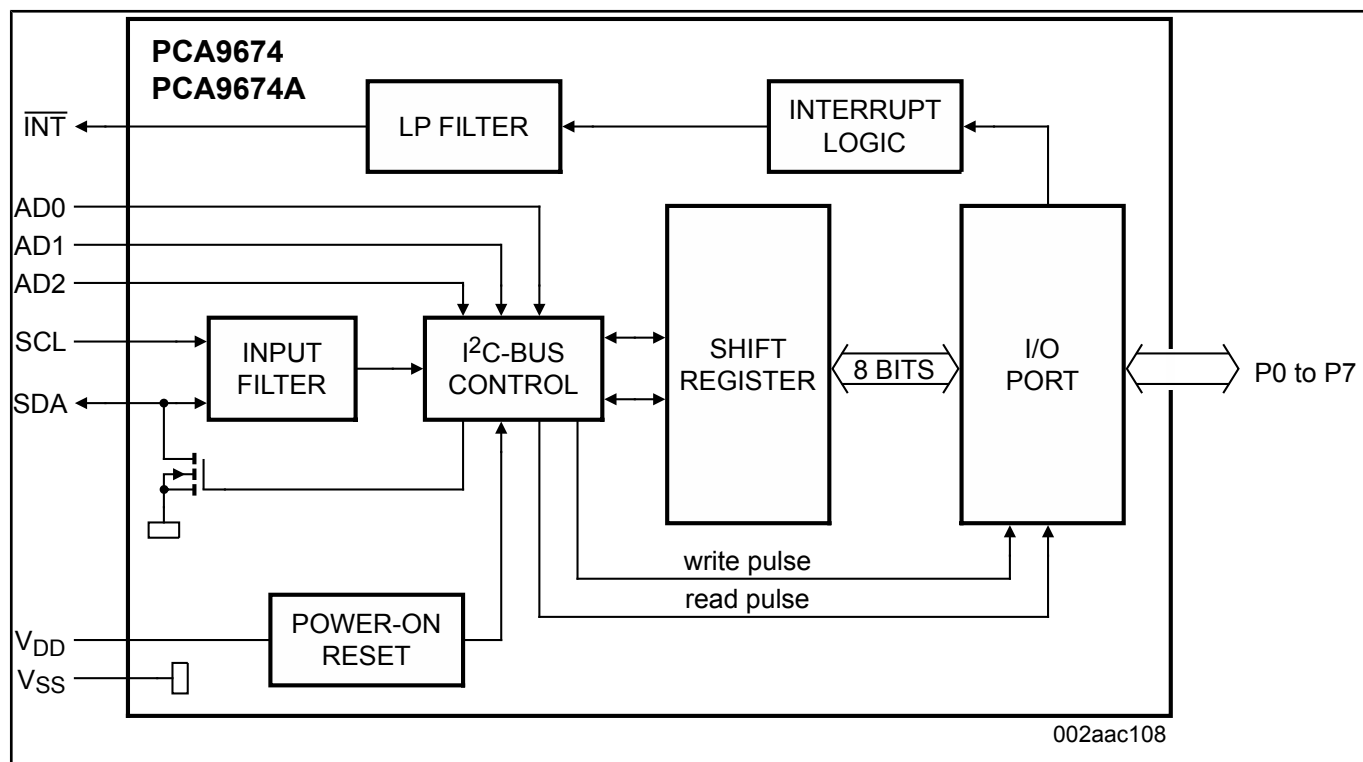 PCA9674
PCA9674A
INT
LP FILTER
INTERRUPT
LOGIC
AD0
AD1
AD2
SCL
SDA
INPUT
FILTER
I²C-BUS
CONTROL
SHIFT
REGISTER
8 BITS
I/O
PORT
P0 to P7
write pulse
read pulse
POWER-ON
RESET
VDD
VSS
002aac108